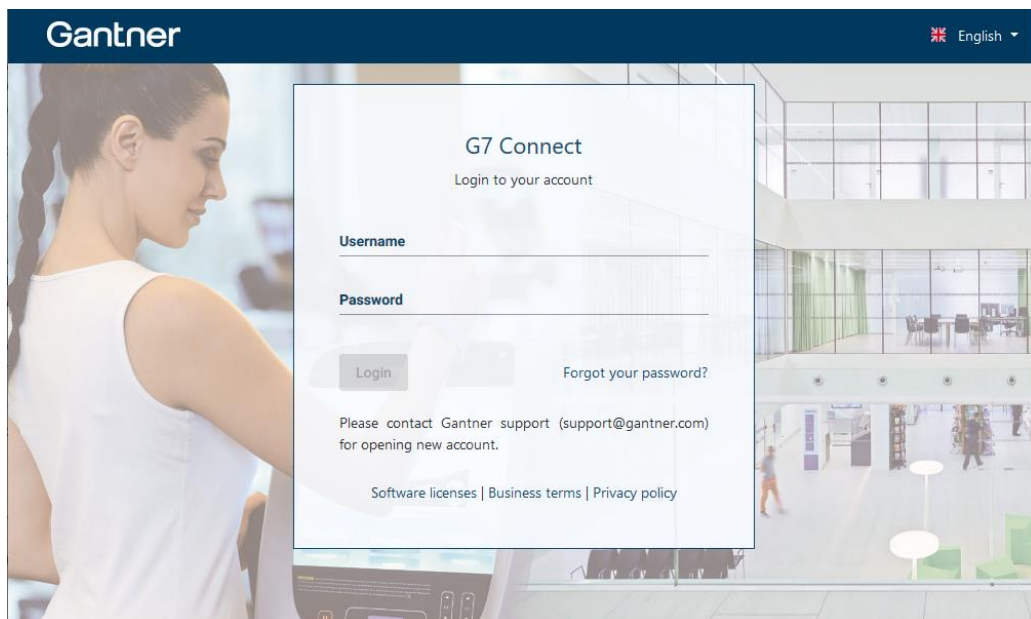 Gantner
English
G7 Connect
Login to your account
Username
Password
Login
Forgot your password?
Please contact Gantner support (support@gantner.com)
for opening new account.
Software licenses | Business terms | Privacy policy